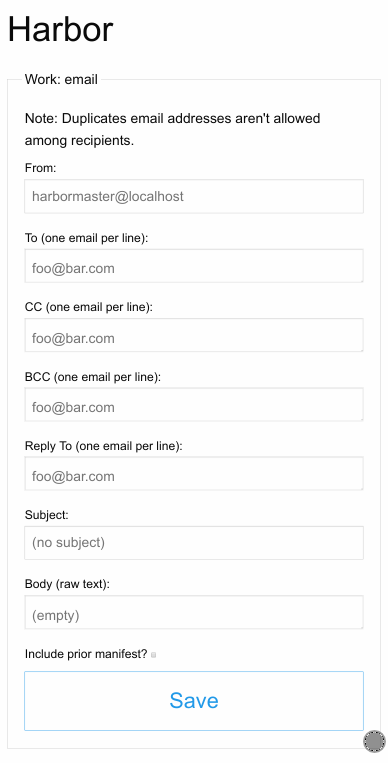 Harbor
Work: email
Note: Duplicates email addresses aren't allowed
among recipients.
From:
harbormaster@localhost
To (one email per line):
foo@bar.com
CC (one email per line):
foo@bar.com
BCC (one email per line):
foo@bar.com
Reply To (one email per line):
foo@bar.com
Subject:
(no subject)
Body (raw text):
(empty)
Include prior manifest?
Save